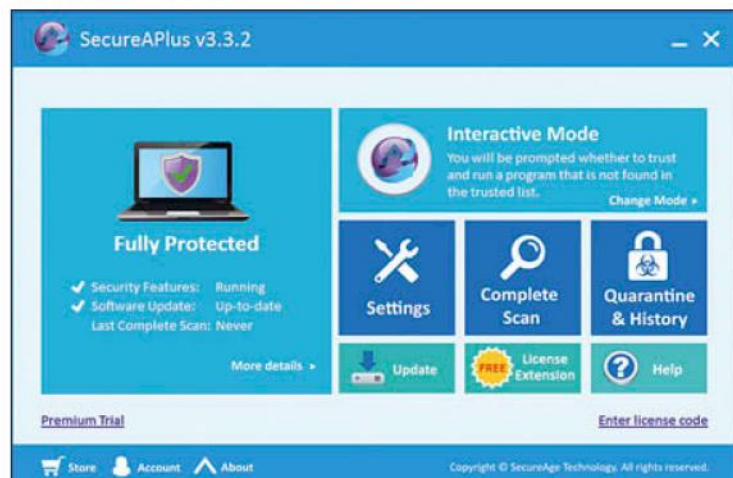 SecureAPlus v3.3.2
Fully Protected
Security Features: Running
Software Update: Up-to-date
Last Complete Scan: Never
More details »
Interactive Mode
You will be prompted whether to trust
and run a program that is not found in
the trusted list.
Change Mode »
Settings
Complete
Scan
Quarantine
& History
Update
FREE
License
Extension
Help
Premium Trial
Enter license code
Store
Account
About
Copyright © SecureAge Technology. All rights reserved.